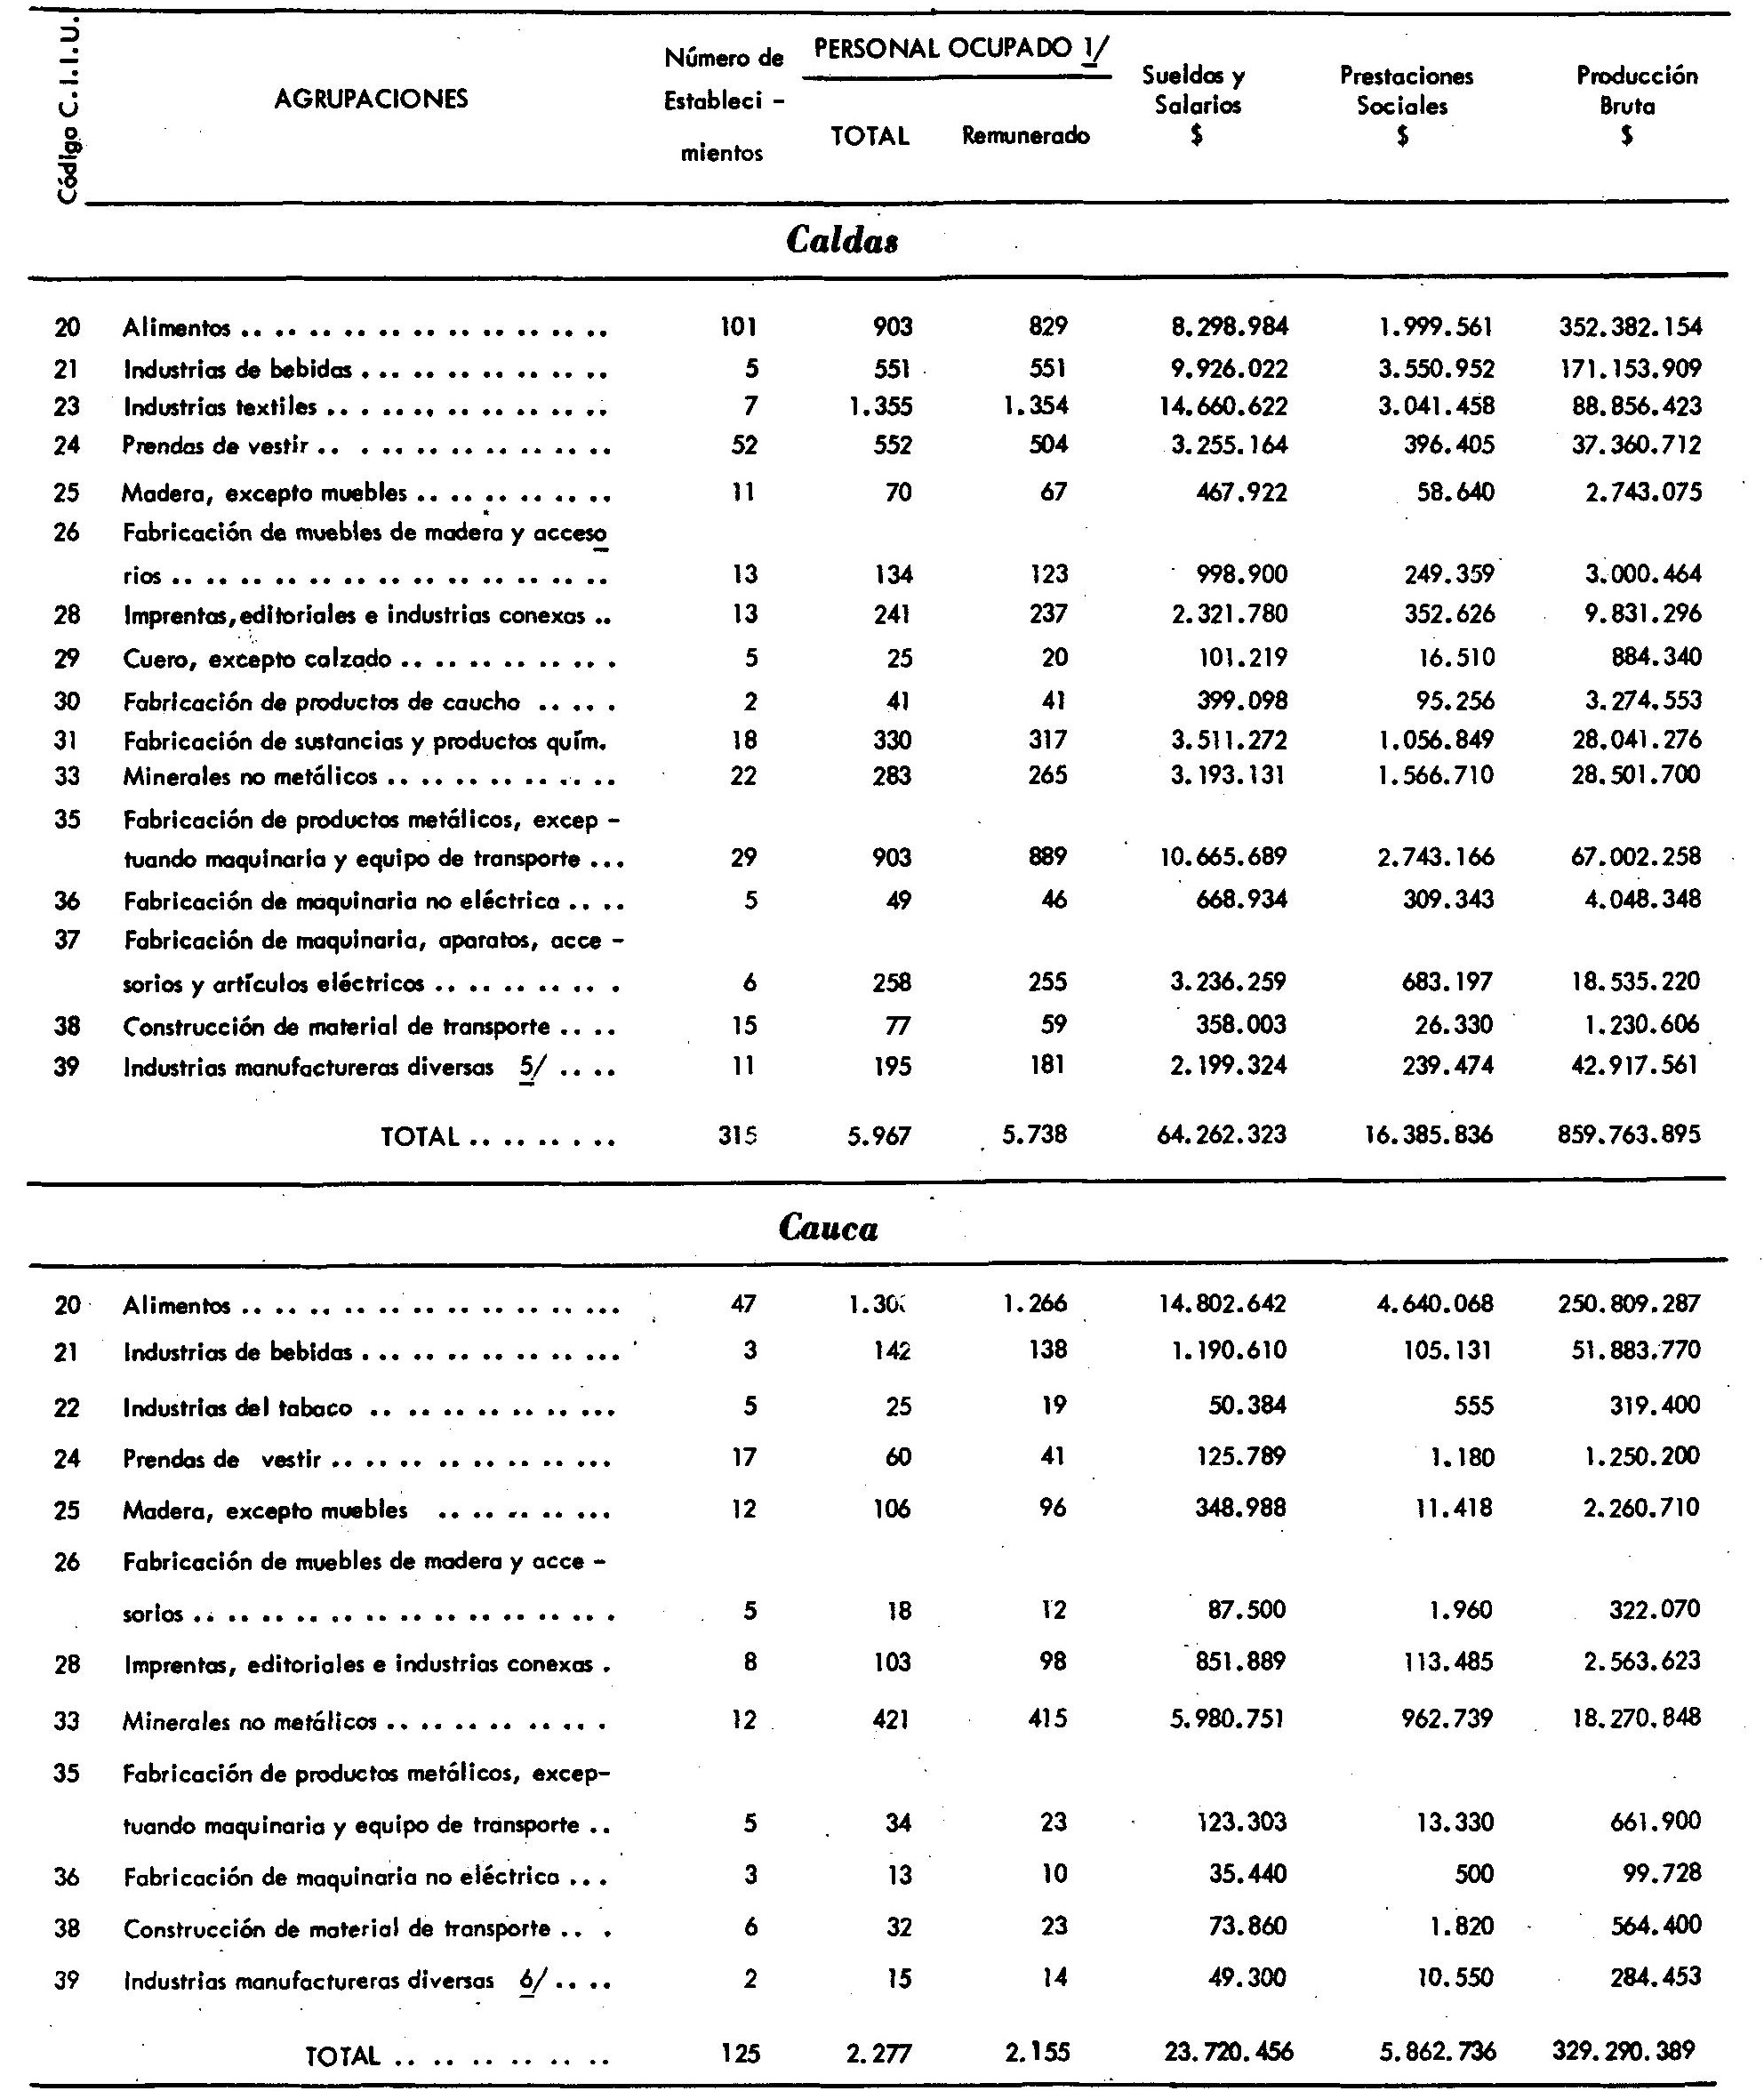 Código C.I.I.U.
AGRUPACIONES
Número de Estableci - mientos
PERSONAL OCUPADO 1/
TOTAL Remunerado
Sueldos y Salarios $
Prestaciones Sociales $
Producción Bruta $
Caldas
20 Alimentos .. .. .. .. .. .. .. .. .. .. .. 101 903 829 8.298.984 1.999.561 352.382.154
21 Industrias de bebidas . .. .. .. .. .. .. .. 5 551 551 9.926.022 3.550.952 171.153.909
23 Industrias textiles .. . .. .. .. .. .. .. .. 7 1.355 1.354 14.660.622 3.041.458 88.856.423
24 Prendas de vestir .. . .. .. .. .. .. .. .. 52 552 504 3.255.164 396.405 37.360.712
25 Madera, excepto muebles .. .. .. .. .. .. 11 70 67 467.922 58.640 2.743.075
26 Fabricación de muebles de madera y acceso
rios .. .. .. .. .. .. .. .. .. .. .. .. .. 13 134 123 998.900 249.359 3.000.464
28 Imprentas, editoriales e industrias conexas .. 13 241 237 2.321.780 352.626 9.831.296
29 Cuero, excepto calzado .. .. .. .. .. .. . 5 25 20 101.219 16.510 884.340
30 Fabricación de productos de caucho .. .. . 2 41 41 399.098 95.256 3.274.553
31 Fabricación de sustancias y productos quím. 18 330 317 3.511.272 1.056.849 28.041.276
33 Minerales no metálicos .. .. .. .. .. .. .. 22 283 265 3.193.131 1.566.710 28.501.700
35 Fabricación de productos metálicos, excep -
tuando maquinaria y equipo de transporte ... 29 903 889 10.665.689 2.743.166 67.002.258
36 Fabricación de maquinaria no eléctrica .. .. 5 49 46 668.934 309.343 4.048.348
37 Fabricación de maquinaria, aparatos, acce -
sorios y artículos eléctricos .. .. .. .. .. . 6 258 255 3.236.259 683.197 18.535.220
38 Construcción de material de transporte .. .. 15 77 59 358.003 26.330 1.230.606
39 Industrias manufactureras diversas 5/ .. .. 11 195 181 2.199.324 239.474 42.917.561
TOTAL .. .. .. .. . 315 5.967 5.738 64.262.323 16.385.836 859.763.895
Cauca
20 Alimentos .. .. .. .. .. .. .. .. .. .. ... 47 1.266 14.802.642 4.640.068 250.809.287
21 Industrias de bebidas . .. .. .. .. .. .. ... 3 142 138 1.190.610 105.131 51.883.770
22 Industrias del tabaco .. .. .. .. .. .. ... 5 25 19 50.384 555 319.400
24 Prendas de vestir .. .. .. .. .. .. .. ... 17 60 41 125.789 1.180 1.250.200
25 Madera, excepto muebles .. .. .. .. ... 12 106 96 348.988 11.418 2.260.710
26 Fabricación de muebles de madera y acce -
sorios .. .. .. .. .. .. .. .. .. .. .. .. . 5 18 12 87.500 1.960 322.070
28 Imprentas, editoriales e industrias conexas . 8 103 98 851.889 113.485 2.563.623
33 Minerales no metálicos .. .. .. .. .. .. . 12 421 415 5.980.751 962.739 18.270.848
35 Fabricación de productos metálicos, excep-
tuando maquinaria y equipo de transporte .. 5 34 23 123.303 13.330 661.900
36 Fabricación de maquinaria no eléctrica ... 3 13 10 35.440 500 99.728
38 Construcción de material de transporte .. . 6 32 23 73.860 1.820 564.400
39 Industrias manufactureras diversas 6/ .. .. 2 15 14 49.300 10.550 284.453
TOTAL .. .. .. .. .. .. 125 2.277 2.155 23.720.456 5.862.736 329.290.389